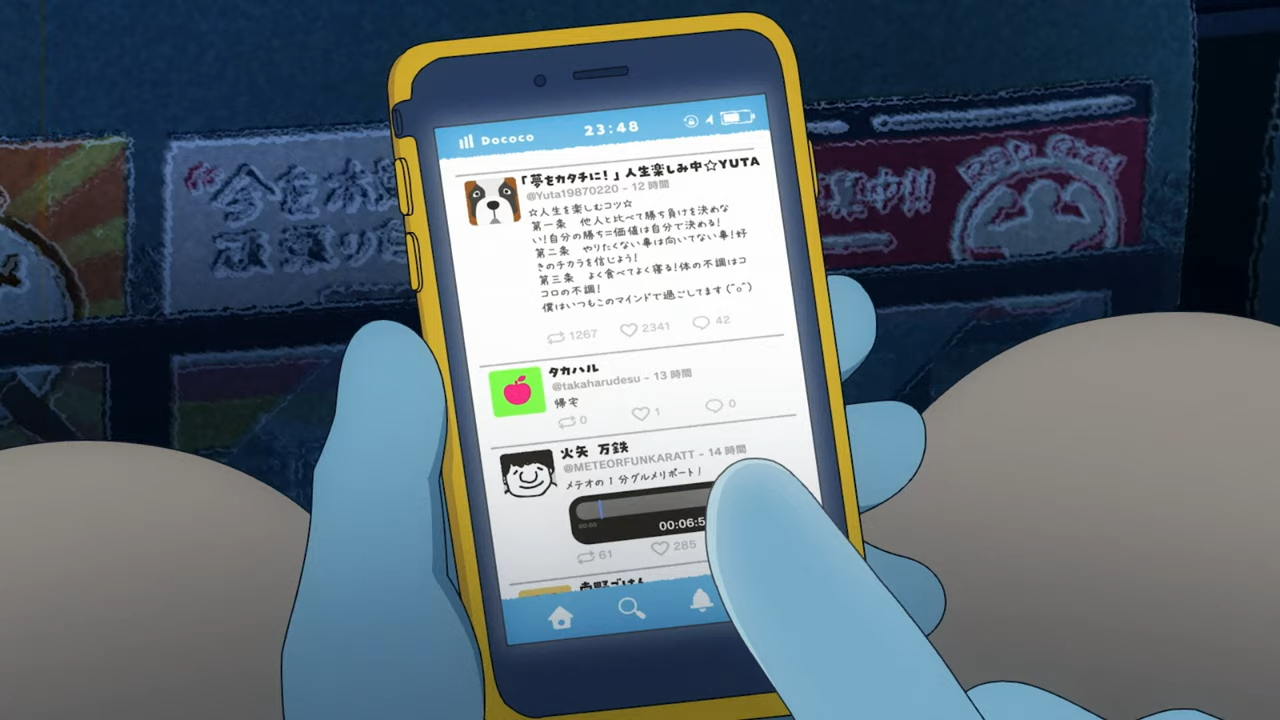 Dococo
23:48
「夢をカタチに!」人生楽しみ中☆YUTA
@Yuta19870220 - 12 時間
☆人生を楽しむコツ☆
第一条 他人と比べて勝ち負けを決めな
い!自分の勝ち=価値は自分で決める!
第二条 やりたくない事は向いてない事!好
きのチカラを信じよう!
第三条 よく食べてよく寝る!体の不調はコ
コロの不調!
僕はいつもこのマインドで過ごしてます(˘o˘)
1267 2341 42
タカハル
@takaharudesu - 13 時間
帰宅
0 1 0
火矢 万鉄
@METEORFUNKARATT - 14 時間
メテオの1分グルメリポート!
00:00
00:06:5
61 285
今を